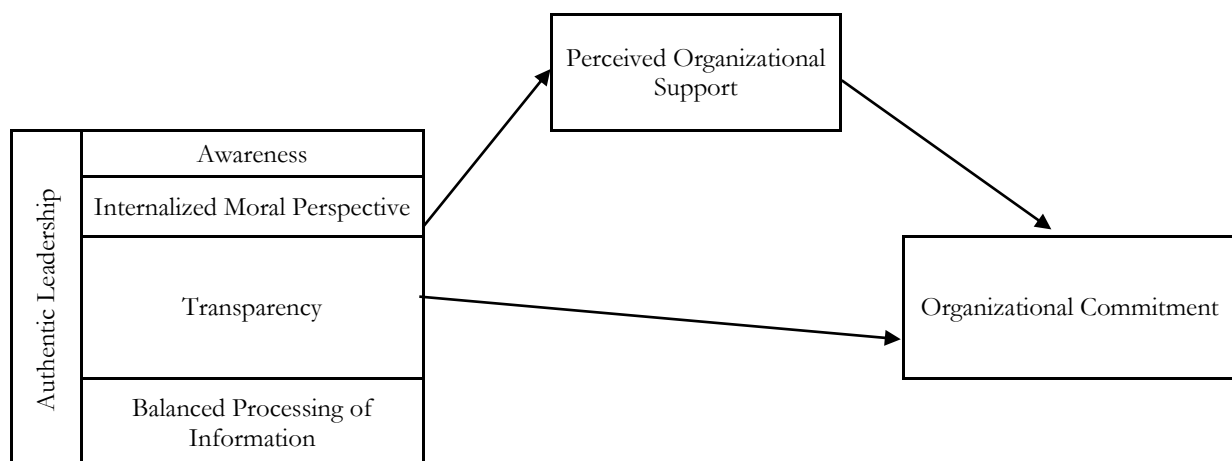 Perceived Organizational
Support
Authentic Leadership
Awareness
Internalized Moral Perspective
Transparency
Organizational Commitment
Balanced Processing of
Information